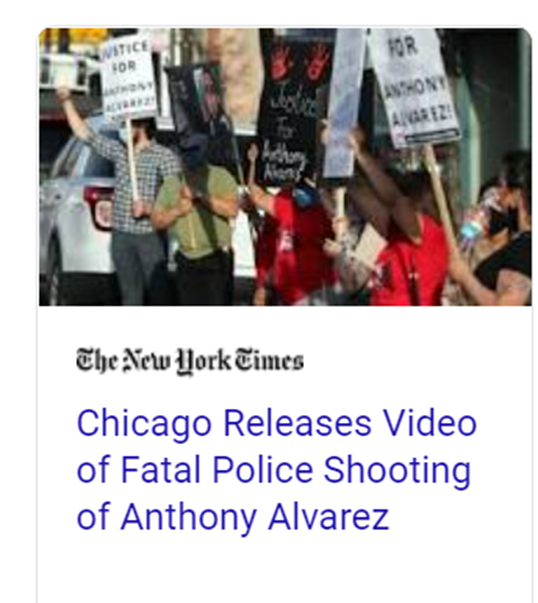 JUSTICE
FOR
ANTHONY
ALVAREZ!
Justice
For
Anthony
Alvarez
FOR
ANTHONY
ALVAREZ!
The New York Times
Chicago Releases Video
of Fatal Police Shooting
of Anthony Alvarez